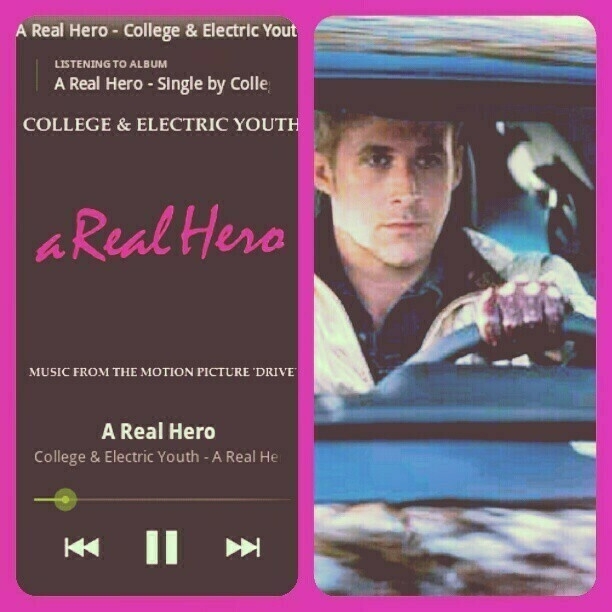 A Real Hero - College & Electric Yout
LISTENING TO ALBUM
A Real Hero - Single by Colle
COLLEGE & ELECTRIC YOUTH
a Real Hero
MUSIC FROM THE MOTION PICTURE 'DRIVE'
A Real Hero
College & Electric Youth - A Real He